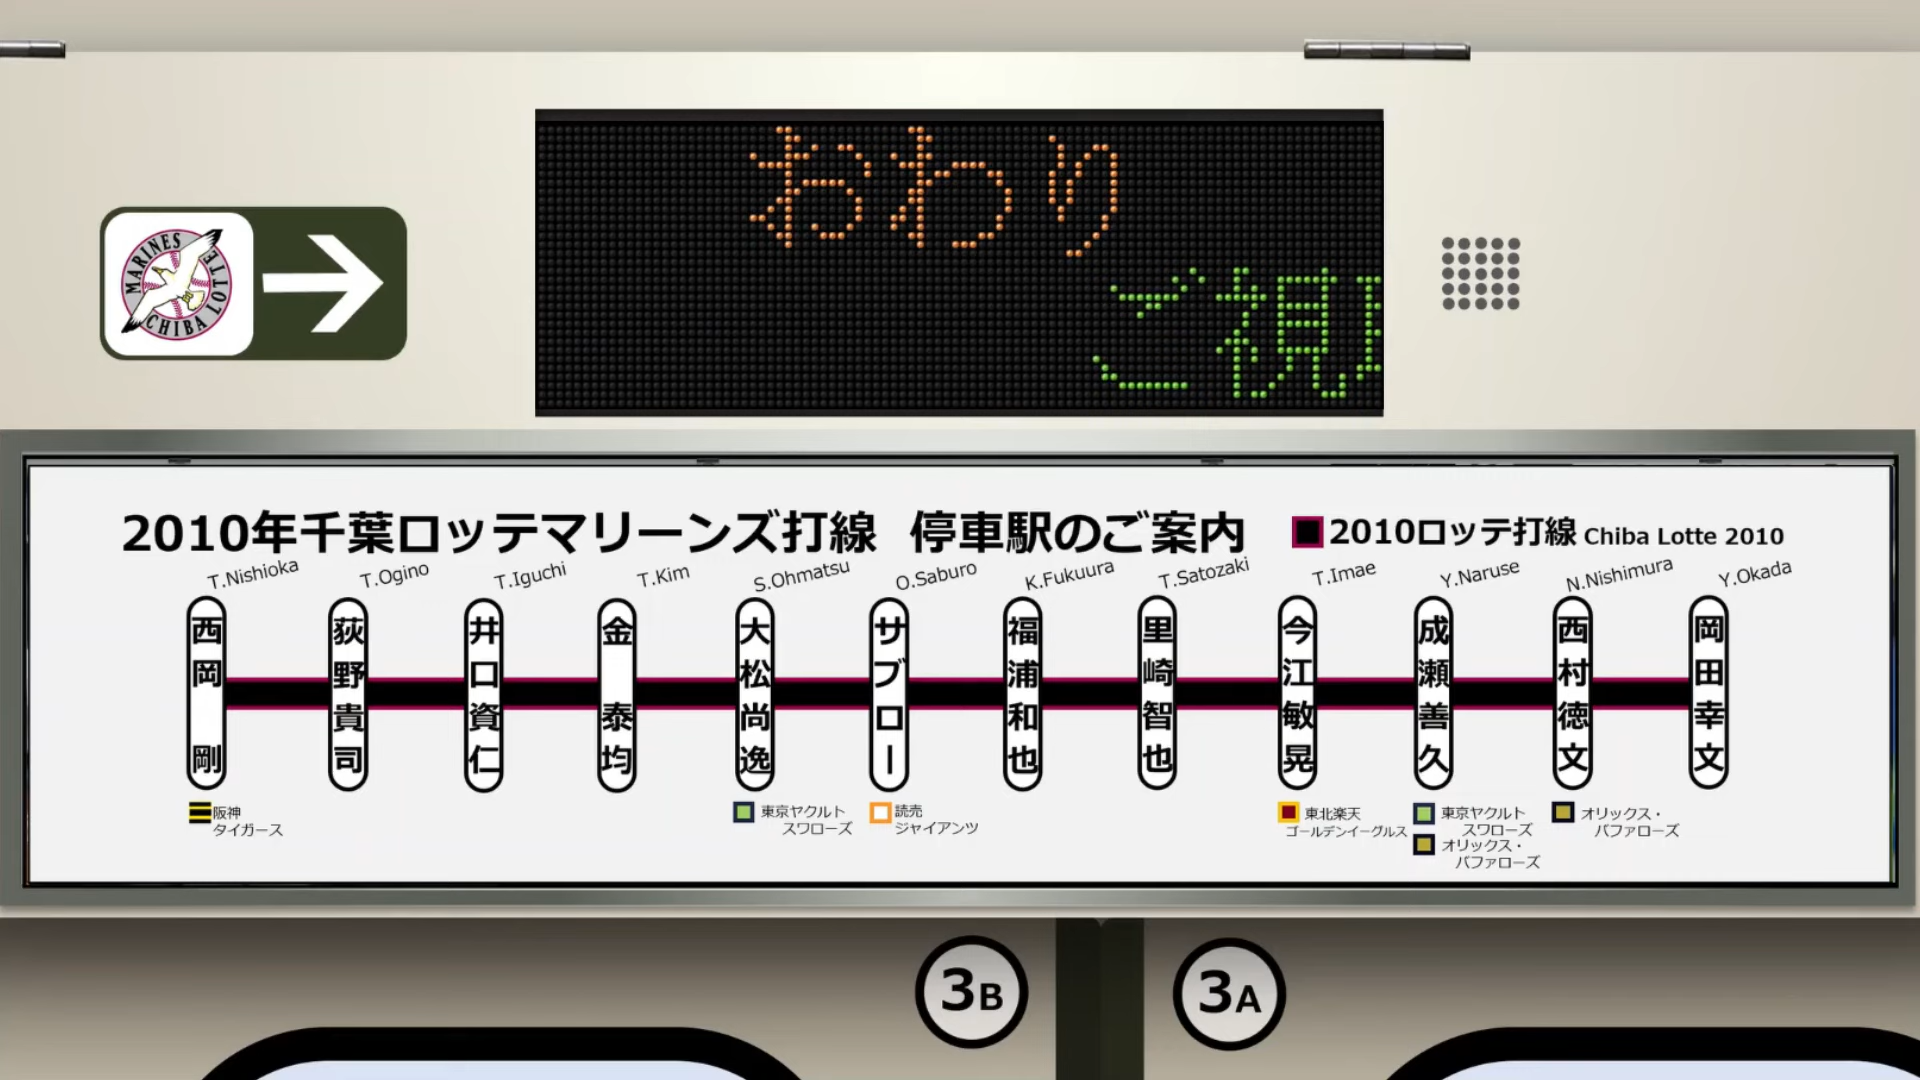 おわり
ご視
MARINES
CHIBA LOTTE
2010年千葉ロッテマリーンズ打線 停車駅のご案内
2010ロッテ打線 Chiba Lotte 2010
T.Nishioka
T.Ogino
T.Iguchi
T.Kim
S.Ohmatsu
O.Saburo
K.Fukuura
T.Satozaki
T.Imae
Y.Naruse
N.Nishimura
Y.Okada
西岡 剛
荻野貴司
井口資仁
金 泰均
大松尚逸
サブロー
福浦和也
里崎智也
今江敏晃
成瀬善久
西村徳文
岡田幸文
阪神
タイガース
東京ヤクルト
スワローズ
読売
ジャイアンツ
東北楽天
ゴールデンイーグルス
東京ヤクルト
スワローズ
オリックス・
バファローズ
オリックス・
バファローズ
3B
3A